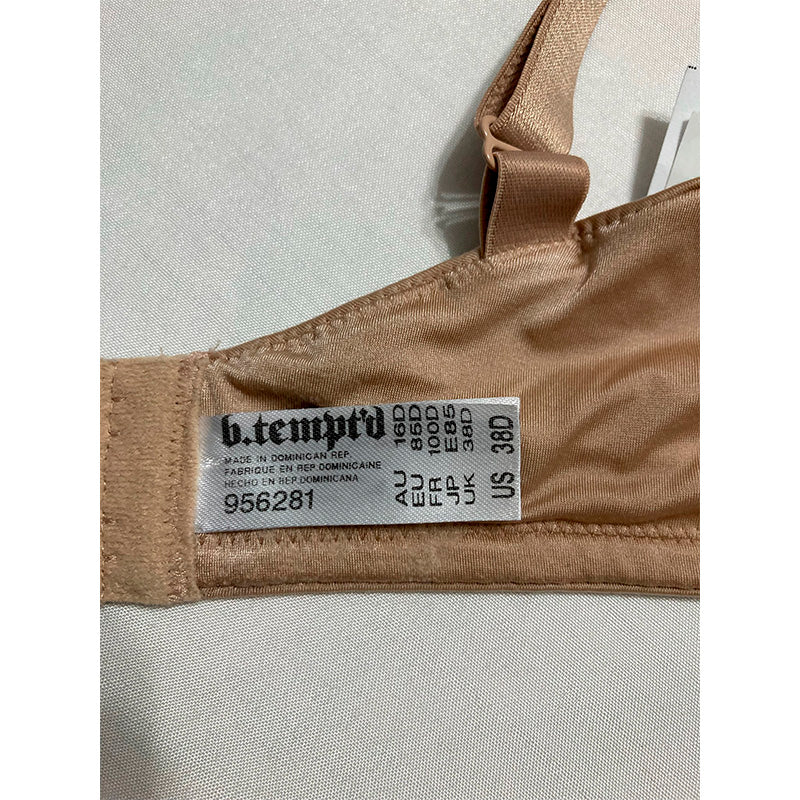 b.tempt'd
MADE IN DOMINICAN REP.
FABRIQUE EN REP.DOMINICAINE
HECHO EN REP.DOMINICANA
956281
AU 16D
EU 85D
FR 100D
JP E85
UK 38D
US 38D